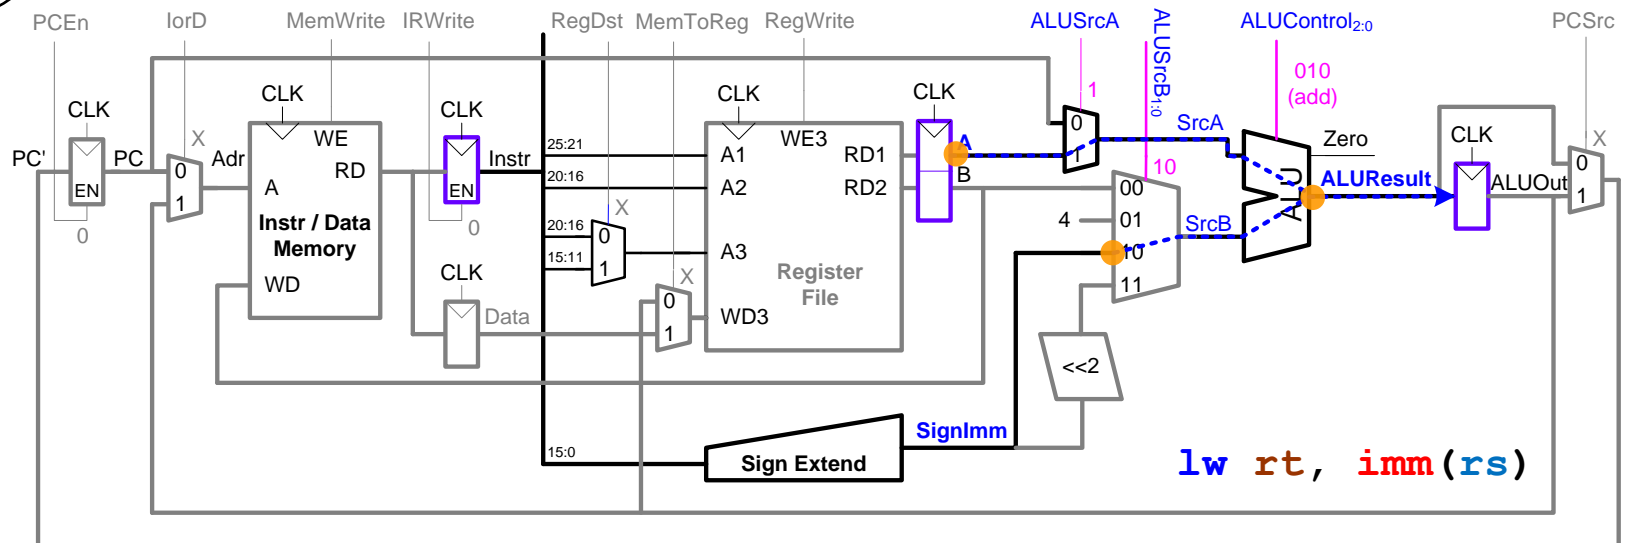 PCEn IorD MemWrite IRWrite RegDst MemToReg RegWrite ALUSrcA ALUSrcB1:0 ALUControl2:0 PCSrc
010
(add)
1
CLK CLK CLK CLK CLK CLK
X X
PC' PC EN 0
0 1 Adr
WE
A RD
Instr / Data
Memory
WD
EN Instr
0
CLK
Data
25:21
20:16
20:16
15:11
15:0
X
0
1
X
0
1
WE3
A1 RD1
A2 RD2
A3
Register
File
WD3
A
B
0
1
SrcA
10
00
4 01
10
11
SrcB
<<2
ALU
Zero
ALUResult
ALUOut
0
1
SignImm
Sign Extend
lw rt, imm(rs)